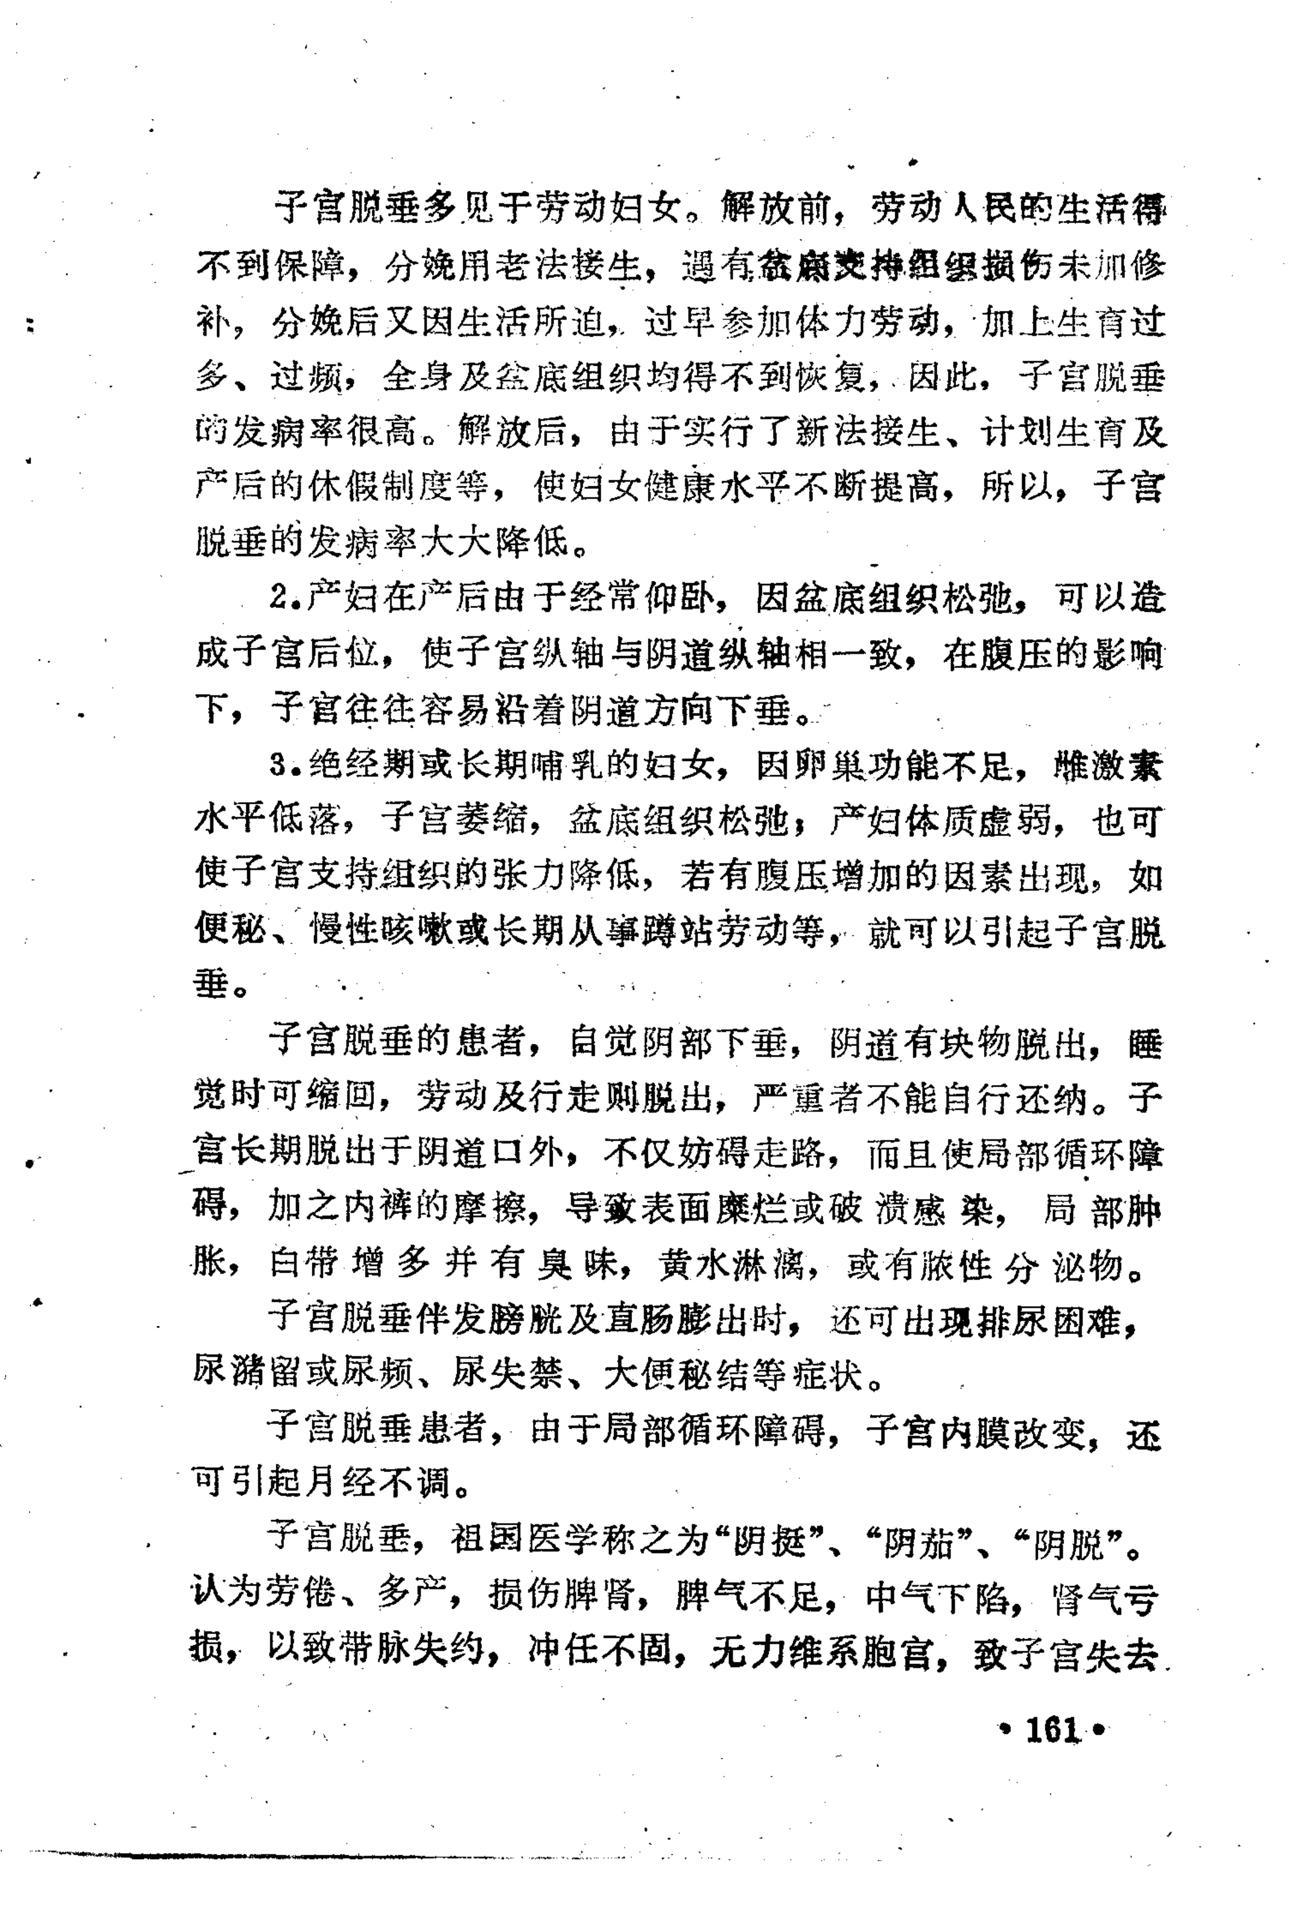 子宫脱垂多见于劳动妇女。解放前，劳动人民的生活得
不到保障，分娩用老法接生，遇有盆底支持组织损伤未加修
补，分娩后又因生活所迫，过早参加体力劳动，加上生育过
多、过频，全身及盆底组织均得不到恢复，因此，子宫脱垂
的发病率很高。解放后，由于实行了新法接生、计划生育及
产后的休假制度等，使妇女健康水平不断提高，所以，子宫
脱垂的发病率大大降低。
2.产妇在产后由于经常仰卧，因盆底组织松弛，可以造
成子宫后位，使子宫纵轴与阴道纵轴相一致，在腹压的影响
下，子宫往往容易沿着阴道方向下垂。
3.绝经期或长期哺乳的妇女，因卵巢功能不足，雌激素
水平低落，子宫萎缩，盆底组织松弛；产妇体质虚弱，也可
使子宫支持组织的张力降低，若有腹压增加的因素出现，如
便秘、慢性咳嗽或长期从事蹲站劳动等，就可以引起子宫脱
垂。
子宫脱垂的患者，自觉阴部下垂，阴道有块物脱出，睡
觉时可缩回，劳动及行走则脱出，严重者不能自行还纳。子
宫长期脱出于阴道口外，不仅妨碍走路，而且使局部循环障
碍，加之内裤的摩擦，导致表面糜烂或破溃感染，局部肿
胀，白带增多并有臭味，黄水淋漓，或有脓性分泌物。
子宫脱垂伴发膀胱及直肠膨出时，还可出现排尿困难，
尿潴留或尿频、尿失禁、大便秘结等症状。
子宫脱垂患者，由于局部循环障碍，子宫内膜改变，还
可引起月经不调。
子宫脱垂，祖国医学称之为“阴挺”、“阴茄”、“阴脱”。
认为劳倦、多产，损伤脾肾，脾气不足，中气下陷，肾气亏
损，以致带脉失约，冲任不固，无力维系胞宫，致子宫失去
•161•